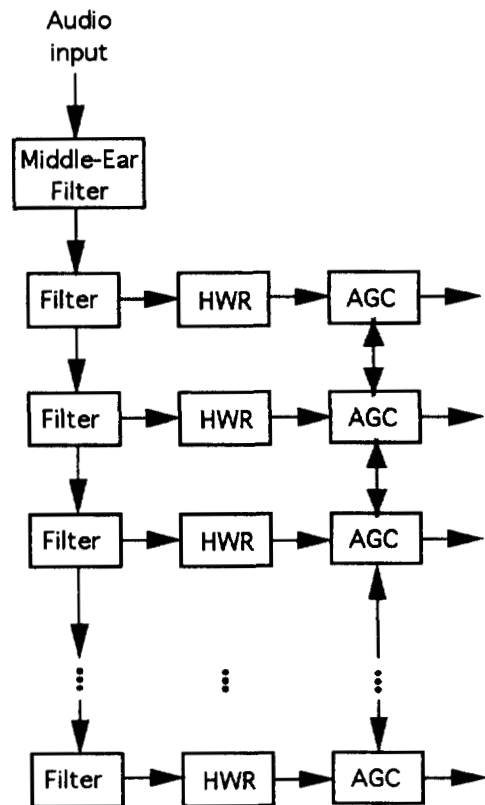 Audio
input
Middle-Ear
Filter
Filter HWR AGC
Filter HWR AGC
Filter HWR AGC
Filter HWR AGC